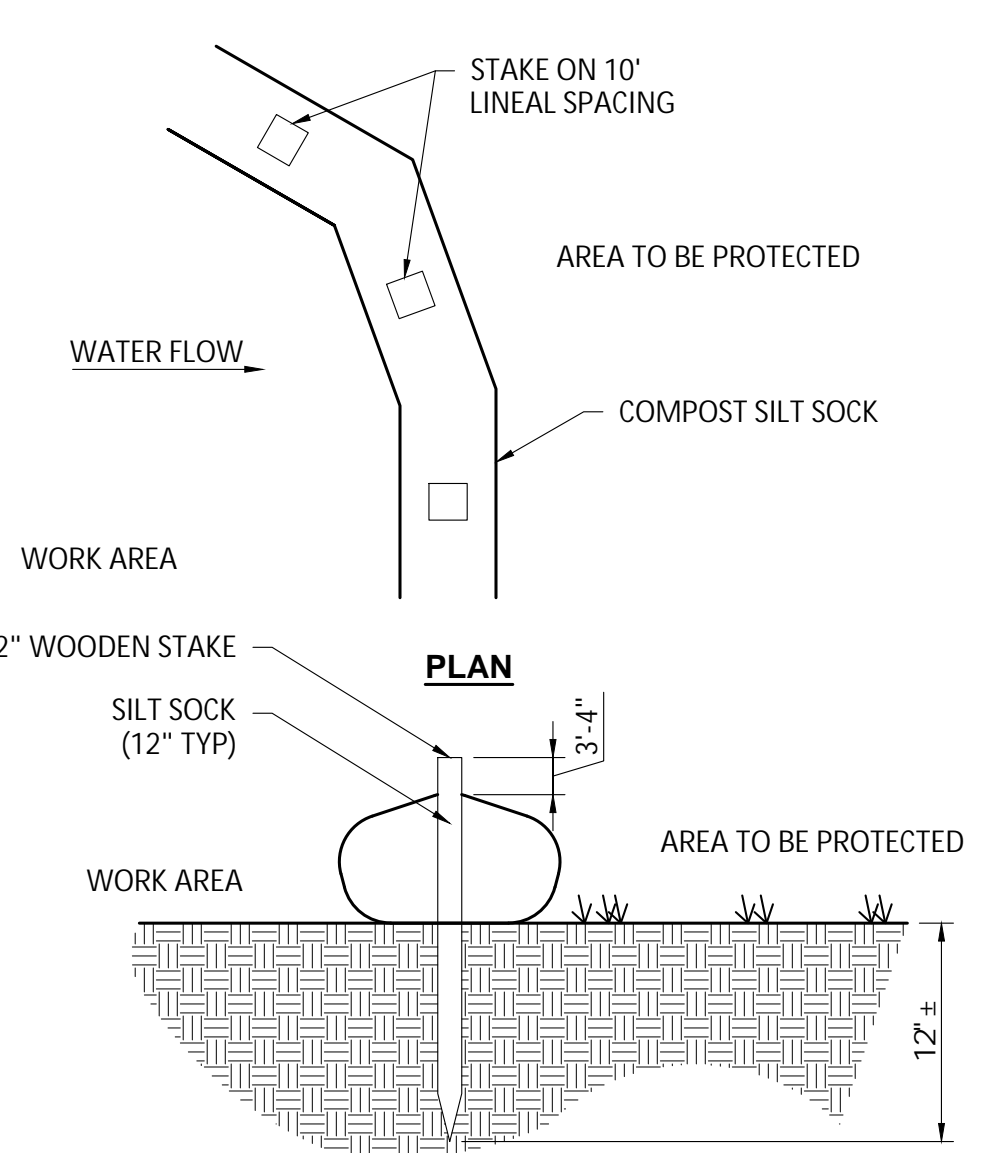 STAKE ON 10'
LINEAL SPACING
AREA TO BE PROTECTED
WATER FLOW
COMPOST SILT SOCK
WORK AREA
2" WOODEN STAKE
PLAN
SILT SOCK
(12" TYP)
3'-4"
AREA TO BE PROTECTED
WORK AREA
12" ±